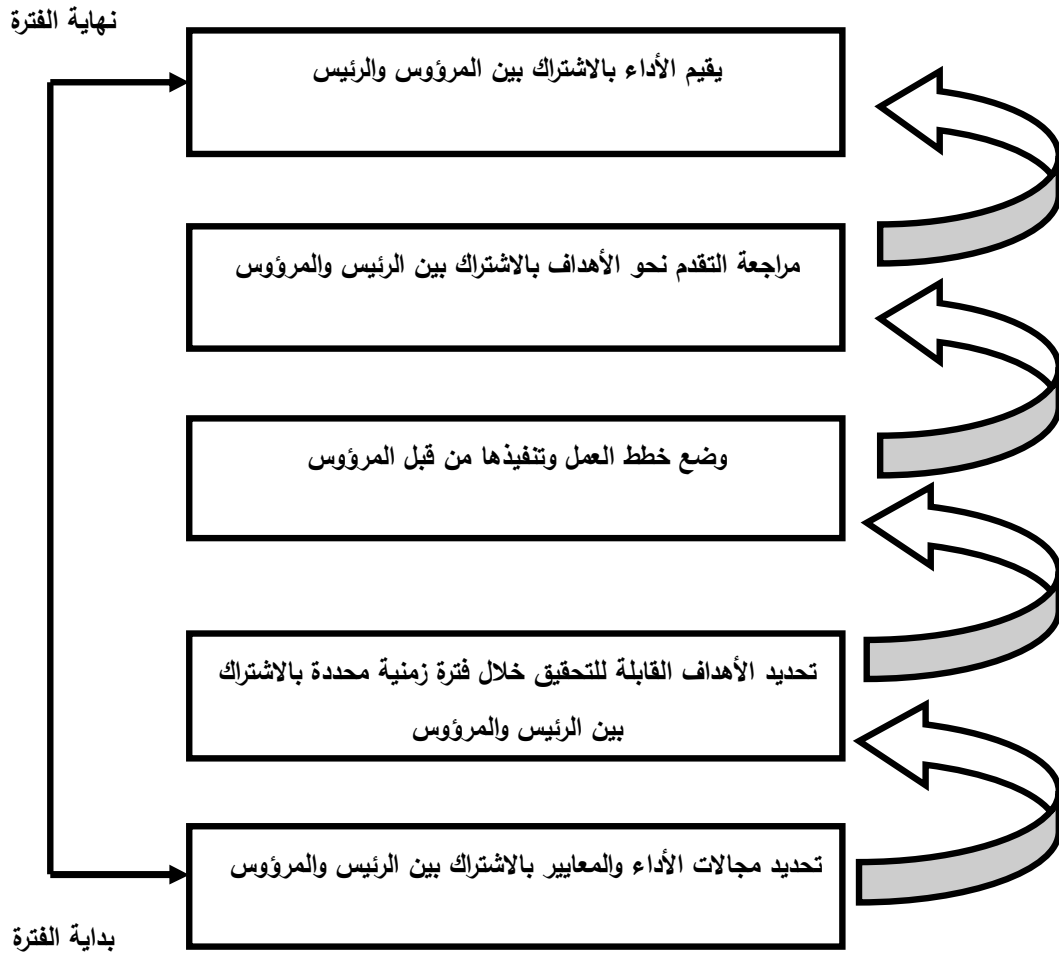 نهاية الفترة
يقيم الأداء بالاشتراك بين المرؤوس والرئيس
مراجعة التقدم نحو الأهداف بالاشتراك بين الرئيس والمرؤوس
وضع خطط العمل وتنفيذها من قبل المرؤوس
تحديد الأهداف القابلة للتحقيق خلال فترة زمنية محددة بالاشتراك
بين الرئيس والمرؤوس
تحديد مجالات الأداء والمعايير بالاشتراك بين الرئيس والمرؤوس
بداية الفترة